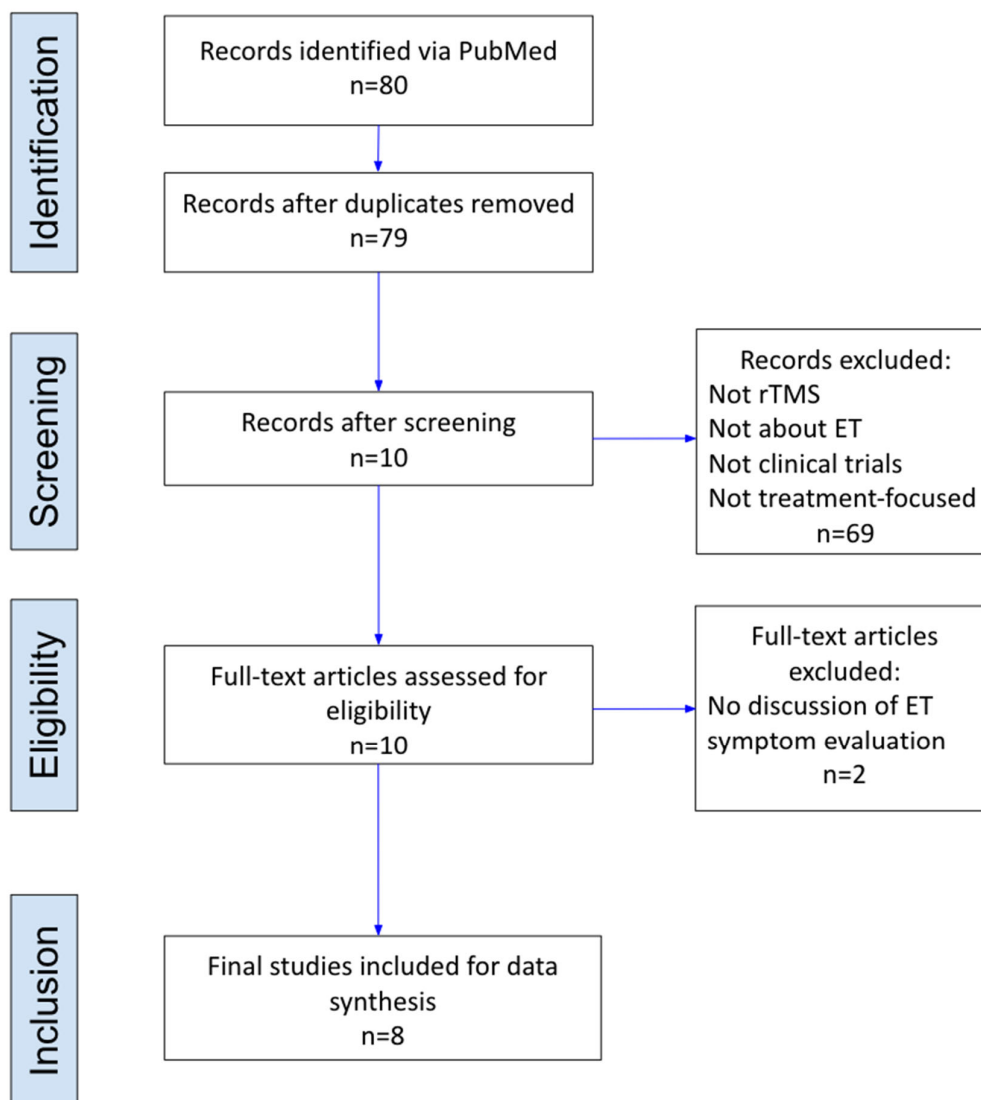 Identification
Records identified via PubMed
n=80
Records after duplicates removed
n=79
Screening
Records after screening
n=10
Records excluded:
Not rTMS
Not about ET
Not clinical trials
Not treatment-focused
n=69
Eligibility
Full-text articles assessed for
eligibility
n=10
Full-text articles
excluded:
No discussion of ET
symptom evaluation
n=2
Inclusion
Final studies included for data
synthesis
n=8